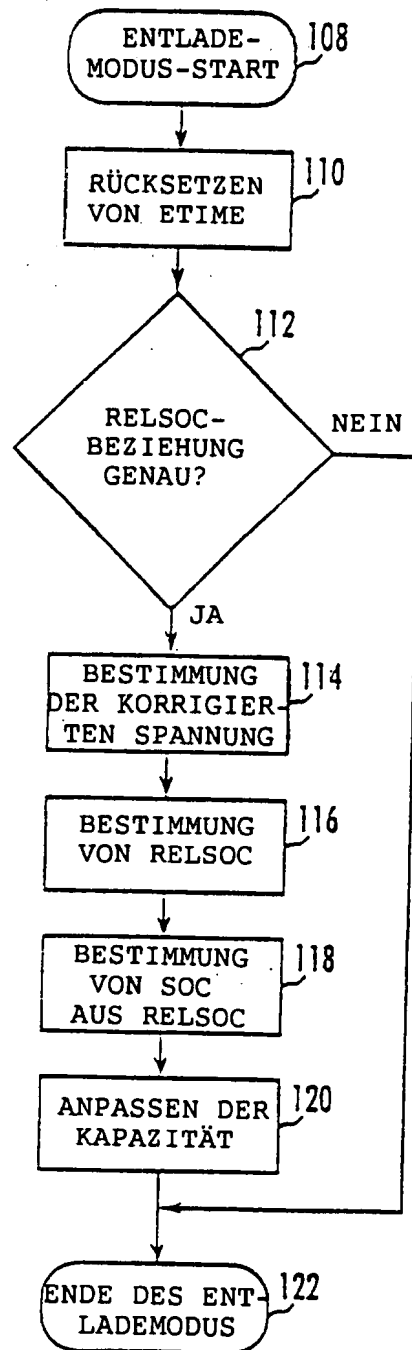 ENTLADE-
MODUS-START
108
RÜCKSETZEN
VON ETIME
110
112
RELSOC-
BEZIEHUNG
GENAU?
NEIN
JA
BESTIMMUNG
DER KORRIGIER-
TEN SPANNUNG
114
BESTIMMUNG
VON RELSOC
116
BESTIMMUNG
VON SOC
AUS RELSOC
118
ANPASSEN DER
KAPAZITÄT
120
ENDE DES ENT-
LADEMODUS
122